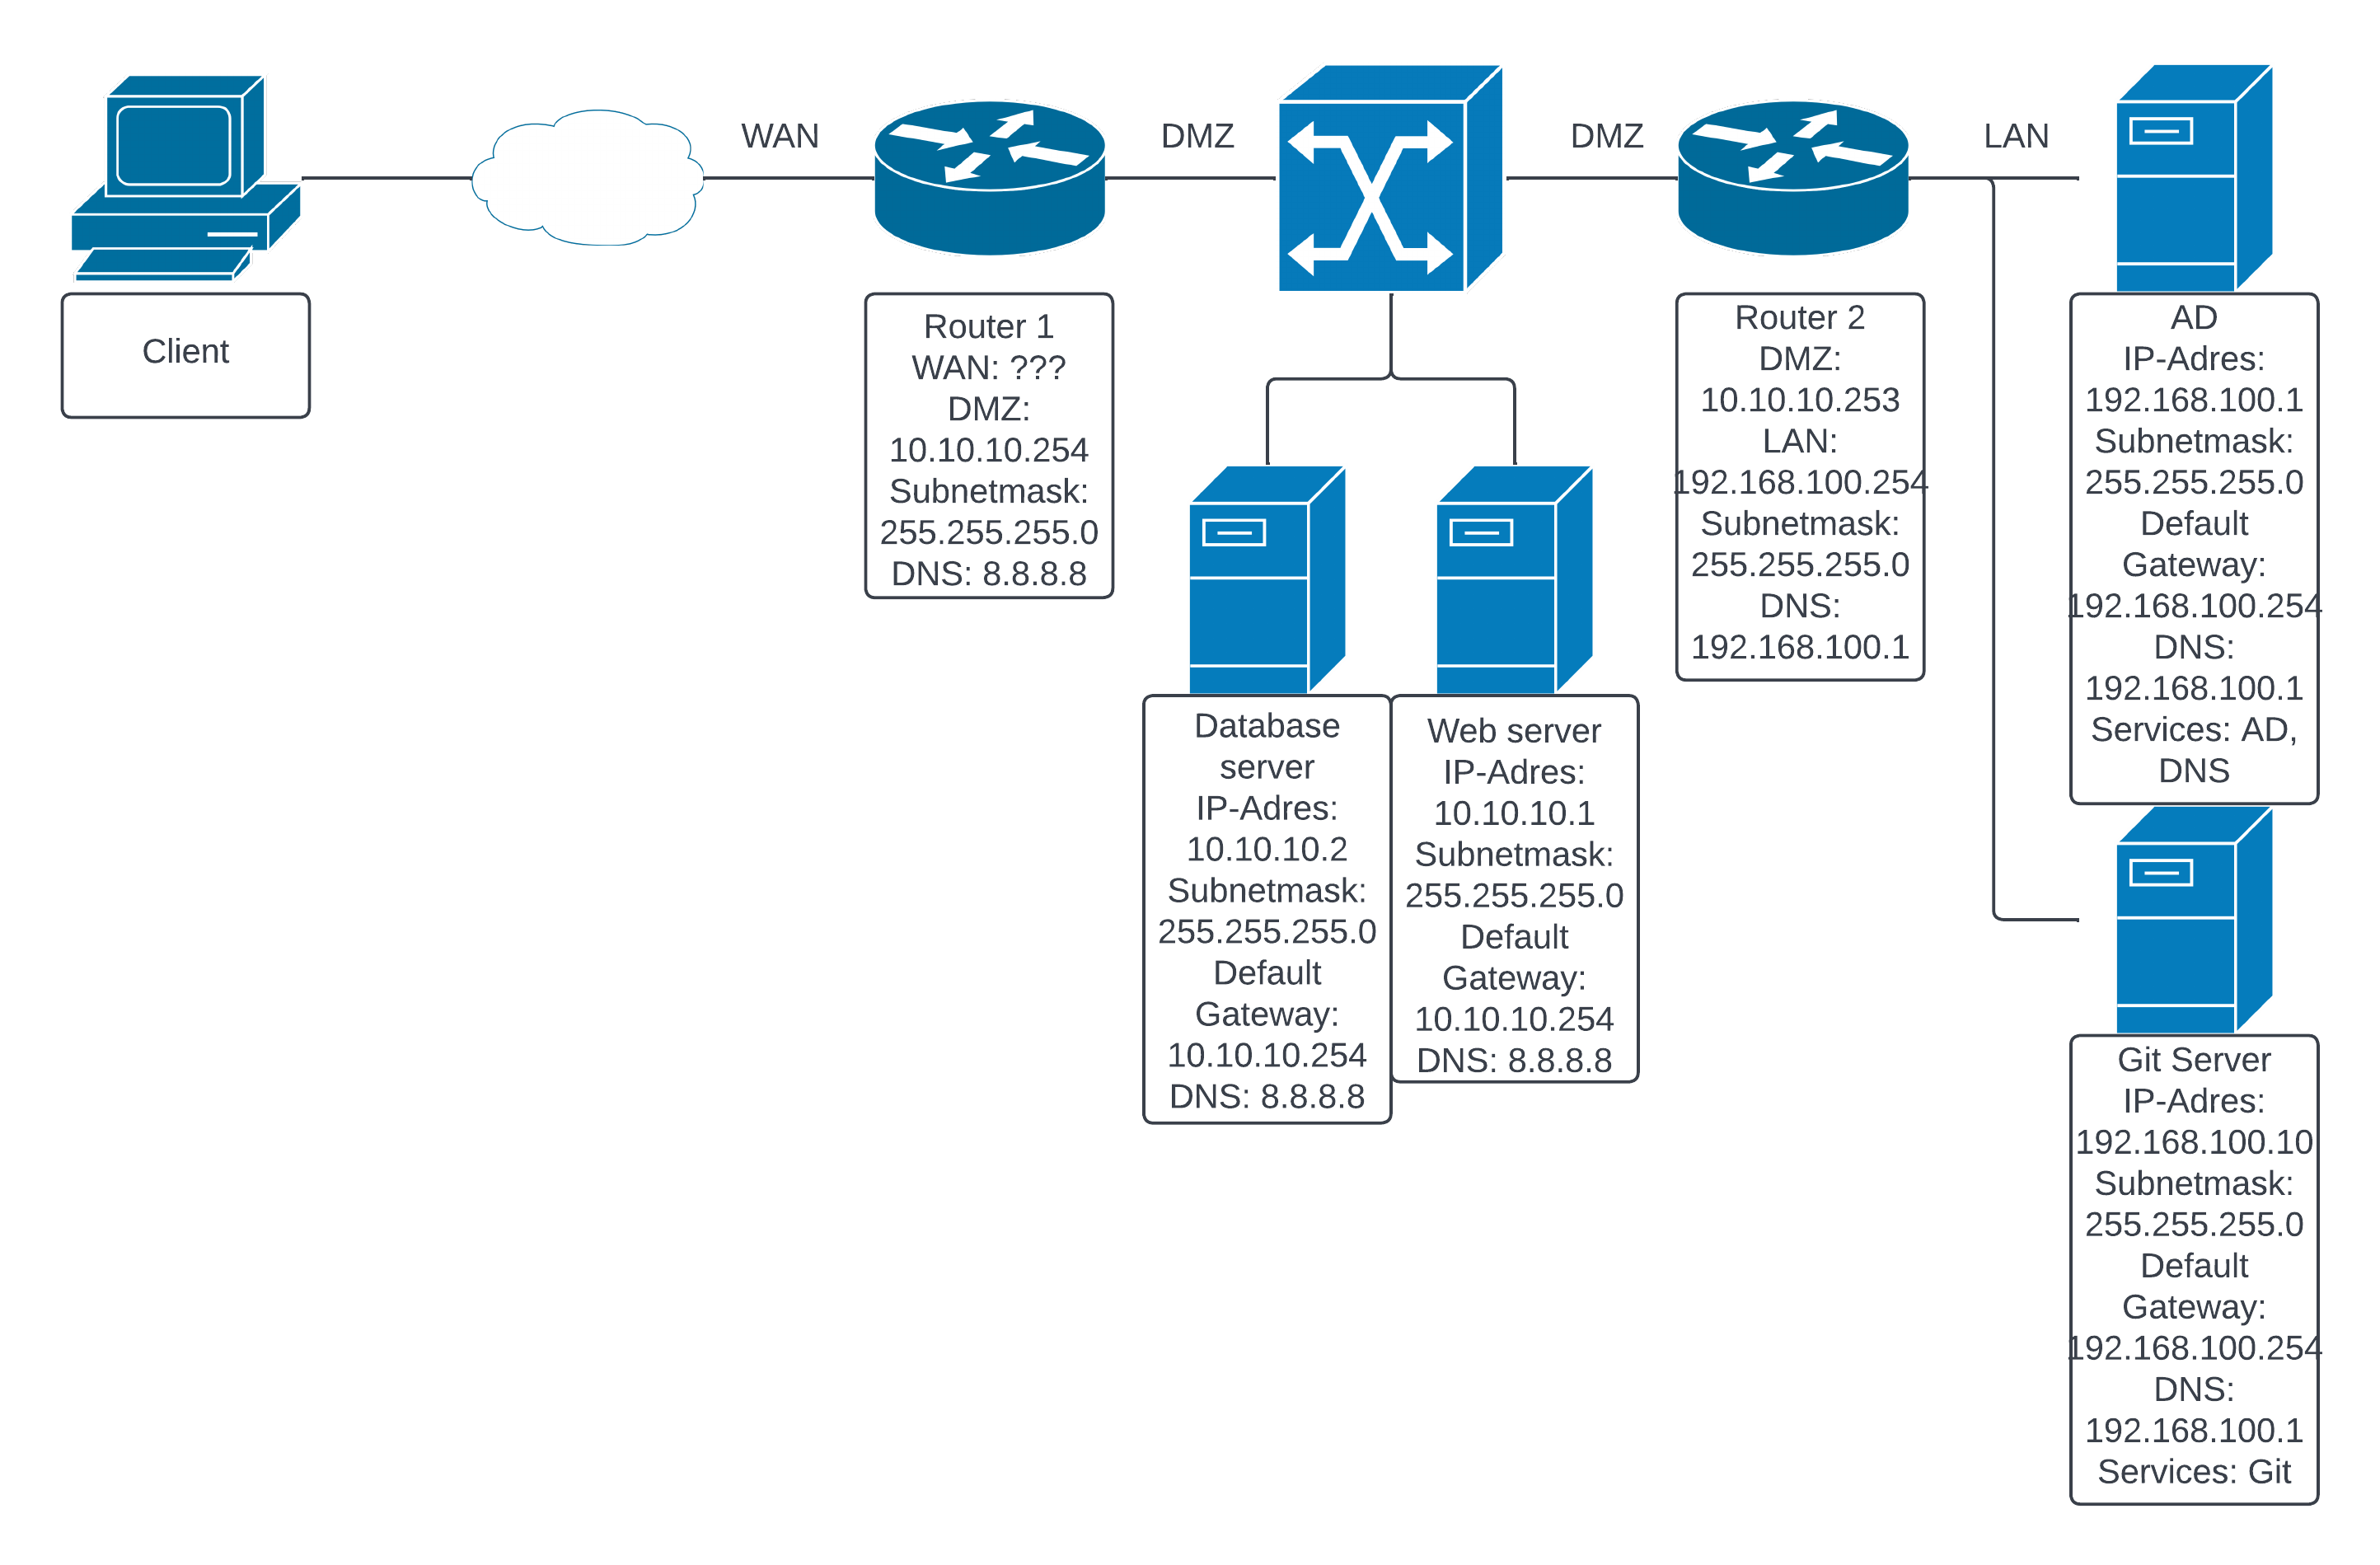 WAN
DMZ
DMZ
LAN
Client
Router 1
WAN: ???
DMZ:
10.10.10.254
Subnetmask:
255.255.255.0
DNS: 8.8.8.8
Router 2
DMZ:
10.10.10.253
LAN:
192.168.100.254
Subnetmask:
255.255.255.0
DNS:
192.168.100.1
AD
IP-Adres:
192.168.100.1
Subnetmask:
255.255.255.0
Default
Gateway:
192.168.100.254
DNS:
192.168.100.1
Services: AD,
DNS
Database
server
IP-Adres:
10.10.10.2
Subnetmask:
255.255.255.0
Default
Gateway:
10.10.10.254
DNS: 8.8.8.8
Web server
IP-Adres:
10.10.10.1
Subnetmask:
255.255.255.0
Default
Gateway:
10.10.10.254
DNS: 8.8.8.8
Git Server
IP-Adres:
192.168.100.10
Subnetmask:
255.255.255.0
Default
Gateway:
192.168.100.254
DNS:
192.168.100.1
Services: Git